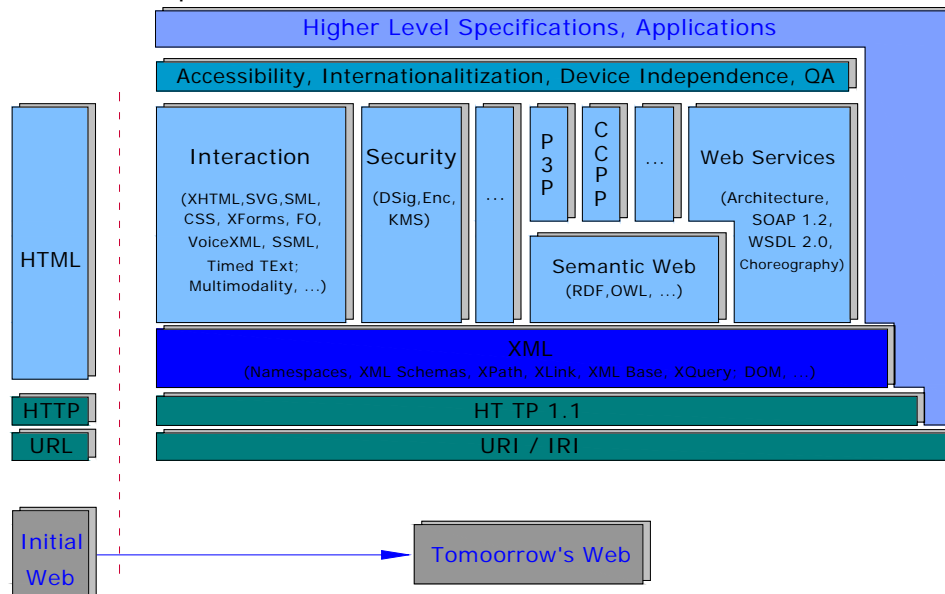 Higher Level Specifications, Applications
Accessibility, Internationalitization, Device Independence, QA
HTML
Interaction
(XHTML,SVG,SML,
CSS, XForms, FO,
VoiceXML, SSML,
Timed TExt;
Multimodality, ...)
Security
(DSig,Enc,
KMS)
...
P
3
P
C
C
P
P
...
Web Services
(Architecture,
SOAP 1.2,
WSDL 2.0,
Choreography)
Semantic Web
(RDF,OWL, ...)
XML
(Namespaces, XML Schemas, XPath, XLink, XML Base, XQuery; DOM, ...)
HTTP
HT TP 1.1
URL
URI / IRI
Initial
Web
Tomoorrow's Web